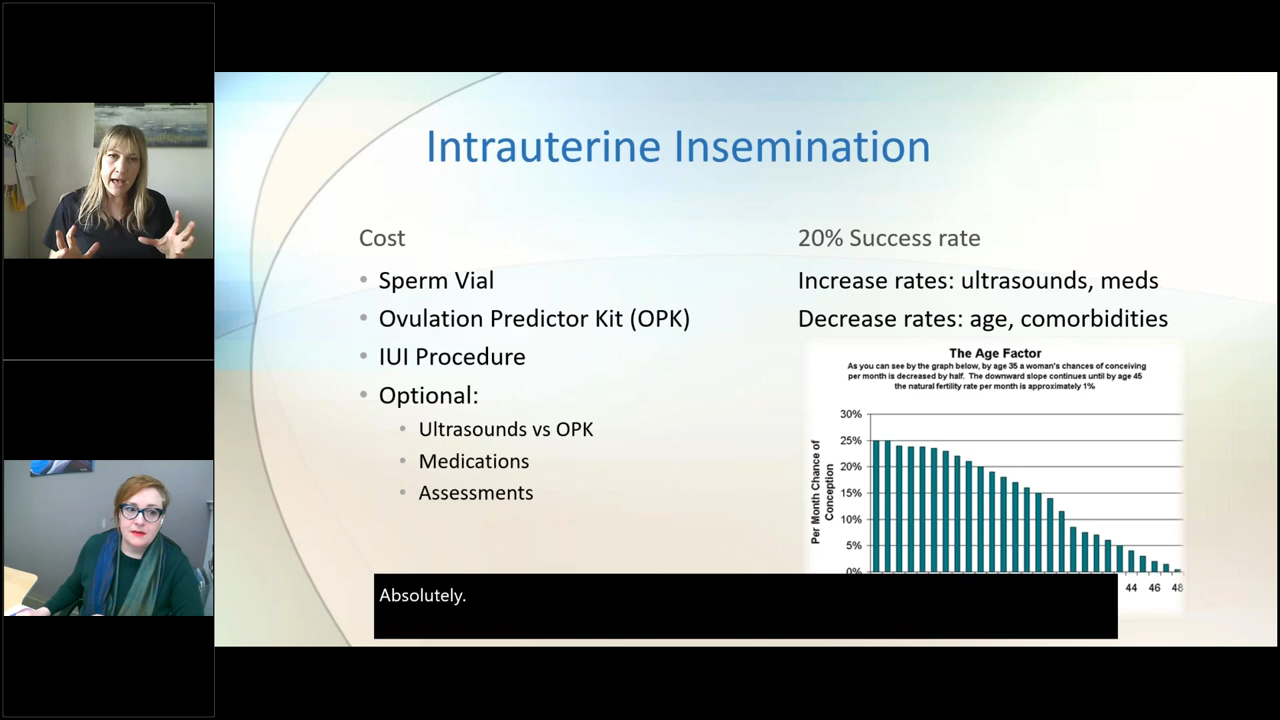 Intrauterine Insemination
Cost
• Sperm Vial
• Ovulation Predictor Kit (OPK)
• IUI Procedure
• Optional:
• Ultrasounds vs OPK
• Medications
• Assessments
20% Success rate
Increase rates: ultrasounds, meds
Decrease rates: age, comorbidities
The Age Factor
As you can see by the graph below, by age 35 a woman's chances of conceiving
per month is decreased by half. The downward slope continues until by age 45
the natural fertility rate per month is approximately 1%
Per Month Chance of
Conception
30%
25%
20%
15%
10%
5%
0%
44 46 48
Absolutely.